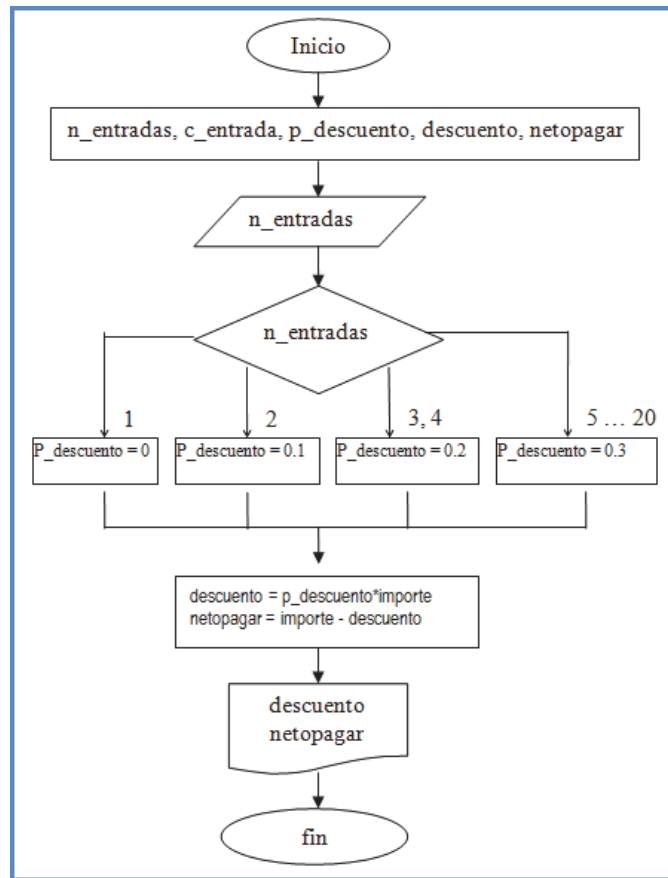 Inicio
n_entradas, c_entrada, p_descuento, descuento, netopagar
n_entradas
n_entradas
1
2
3, 4
5 ... 20
P_descuento = 0
P_descuento = 0.1
P_descuento = 0.2
P_descuento = 0.3
descuento = p_descuento*importe
netopagar = importe - descuento
descuento
netopagar
fin